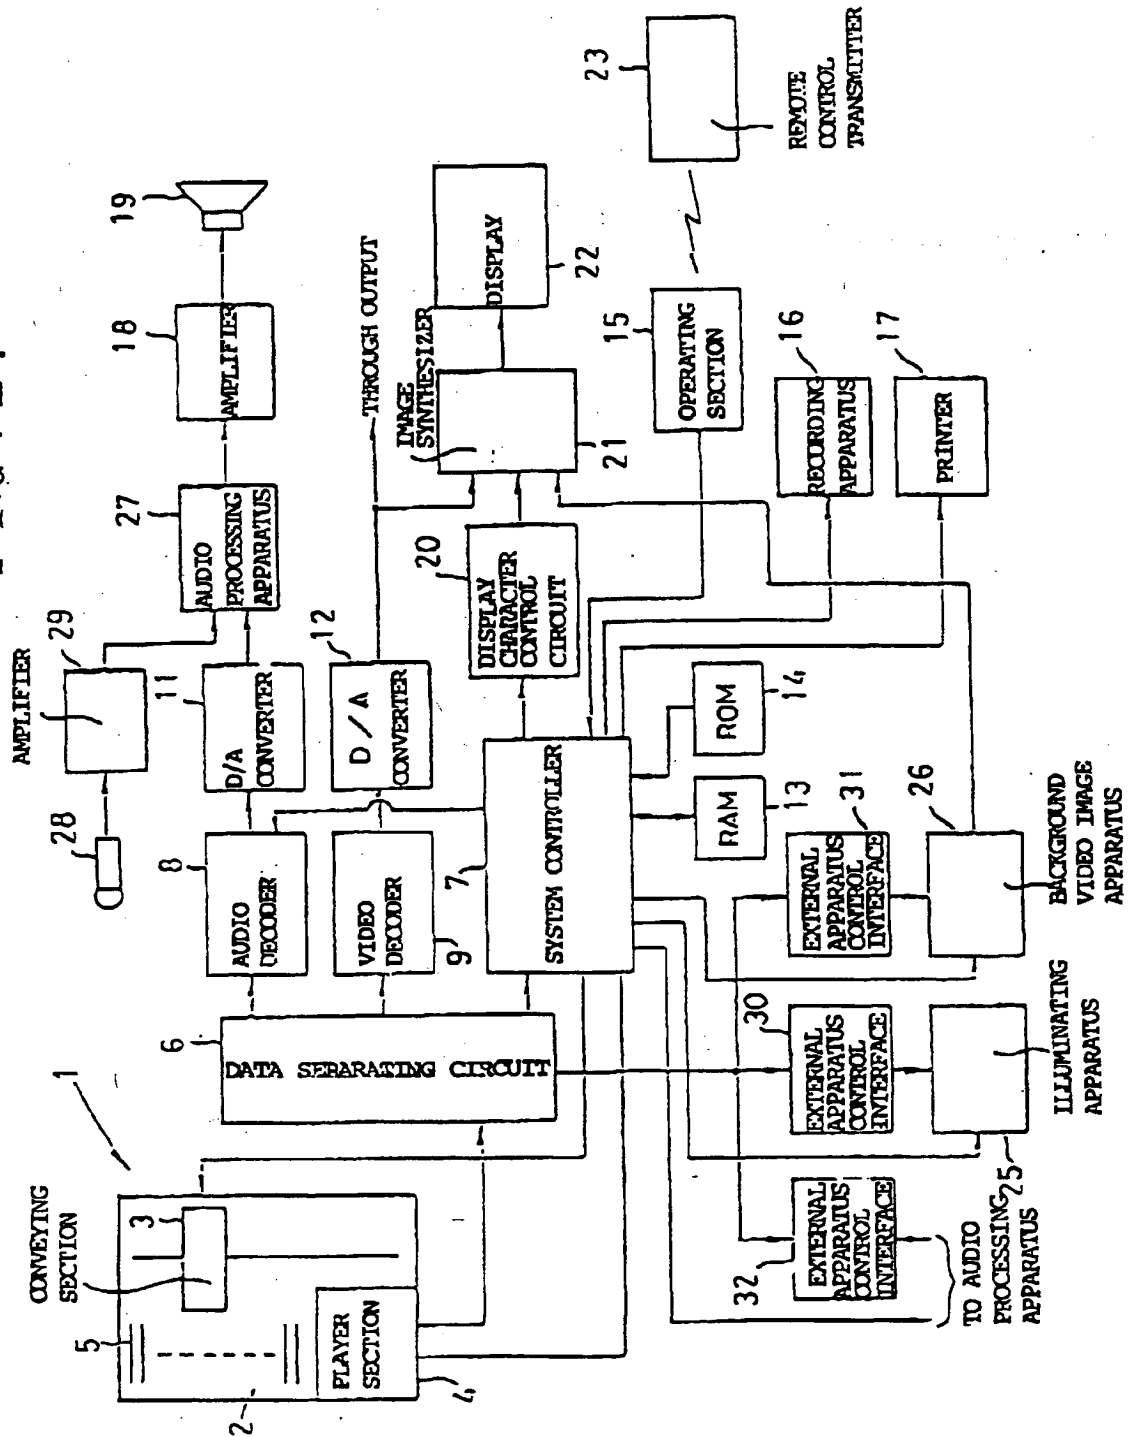 1
CONVEYING
SECTION
3
5
2
PLAYER
SECTION
4
6
DATA SEPARATING CIRCUIT
28
AMPLIFIER
29
8
AUDIO
DECODER
11
D/A
CONVERTER
27
AUDIO
PROCESSING
APPARATUS
18
AMPLIFIER
19
VIDEO
DECODER
9
12
D/A
CONVERTER
THROUGH OUTPUT
7
SYSTEM CONTROLLER
20
DISPLAY
CHARACTER
CONTROL
CIRCUIT
IMAGE
SYNTHESIZER
21
DISPLAY
22
15
OPERATING
SECTION
23
REMOTE
CONTROL
TRANSMITTER
RAM
13
ROM
14
16
RECORDING
APPARATUS
17
PRINTER
32
EXTERNAL
APPARATUS
CONTROL
INTERFACE
TO AUDIO
PROCESSING
APPARATUS
30
EXTERNAL
APPARATUS
CONTROL
INTERFACE
25
ILLUMINATING
APPARATUS
31
EXTERNAL
APPARATUS
CONTROL
INTERFACE
26
BACKGROUND
VIDEO IMAGE
APPARATUS